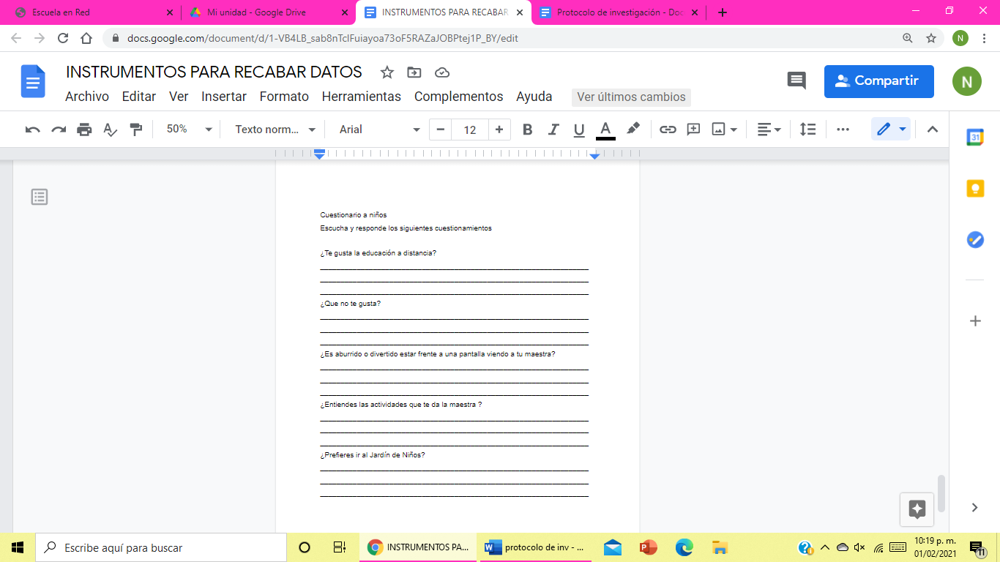 Escuela en Red
Mi unidad - Google Drive
INSTRUMENTOS PARA RECABAR
Protocolo de investigación - Doc
docs.google.com/document/d/1-VB4LB_sab8nTcIFuiayoa73oF5RAZaJOBPtej1P_BY/edit
N
INSTRUMENTOS PARA RECABAR DATOS
Archivo Editar Ver Insertar Formato Herramientas Complementos Ayuda Ver últimos cambios
Compartir
N
50% Texto norm... Arial 12 B I U A
31
Cuestionario a niños
Escucha y responde los siguientes cuestionamientos
¿Te gusta la educación a distancia?
¿Que no te gusta?
¿Es aburrido o divertido estar frente a una pantalla viendo a tu maestra?
¿Entiendes las actividades que te da la maestra ?
¿Prefieres ir al Jardín de Niños?
Escribe aquí para buscar
INSTRUMENTOS PA...
protocolo de inv - ...
10:19 p. m.
01/02/2021
11